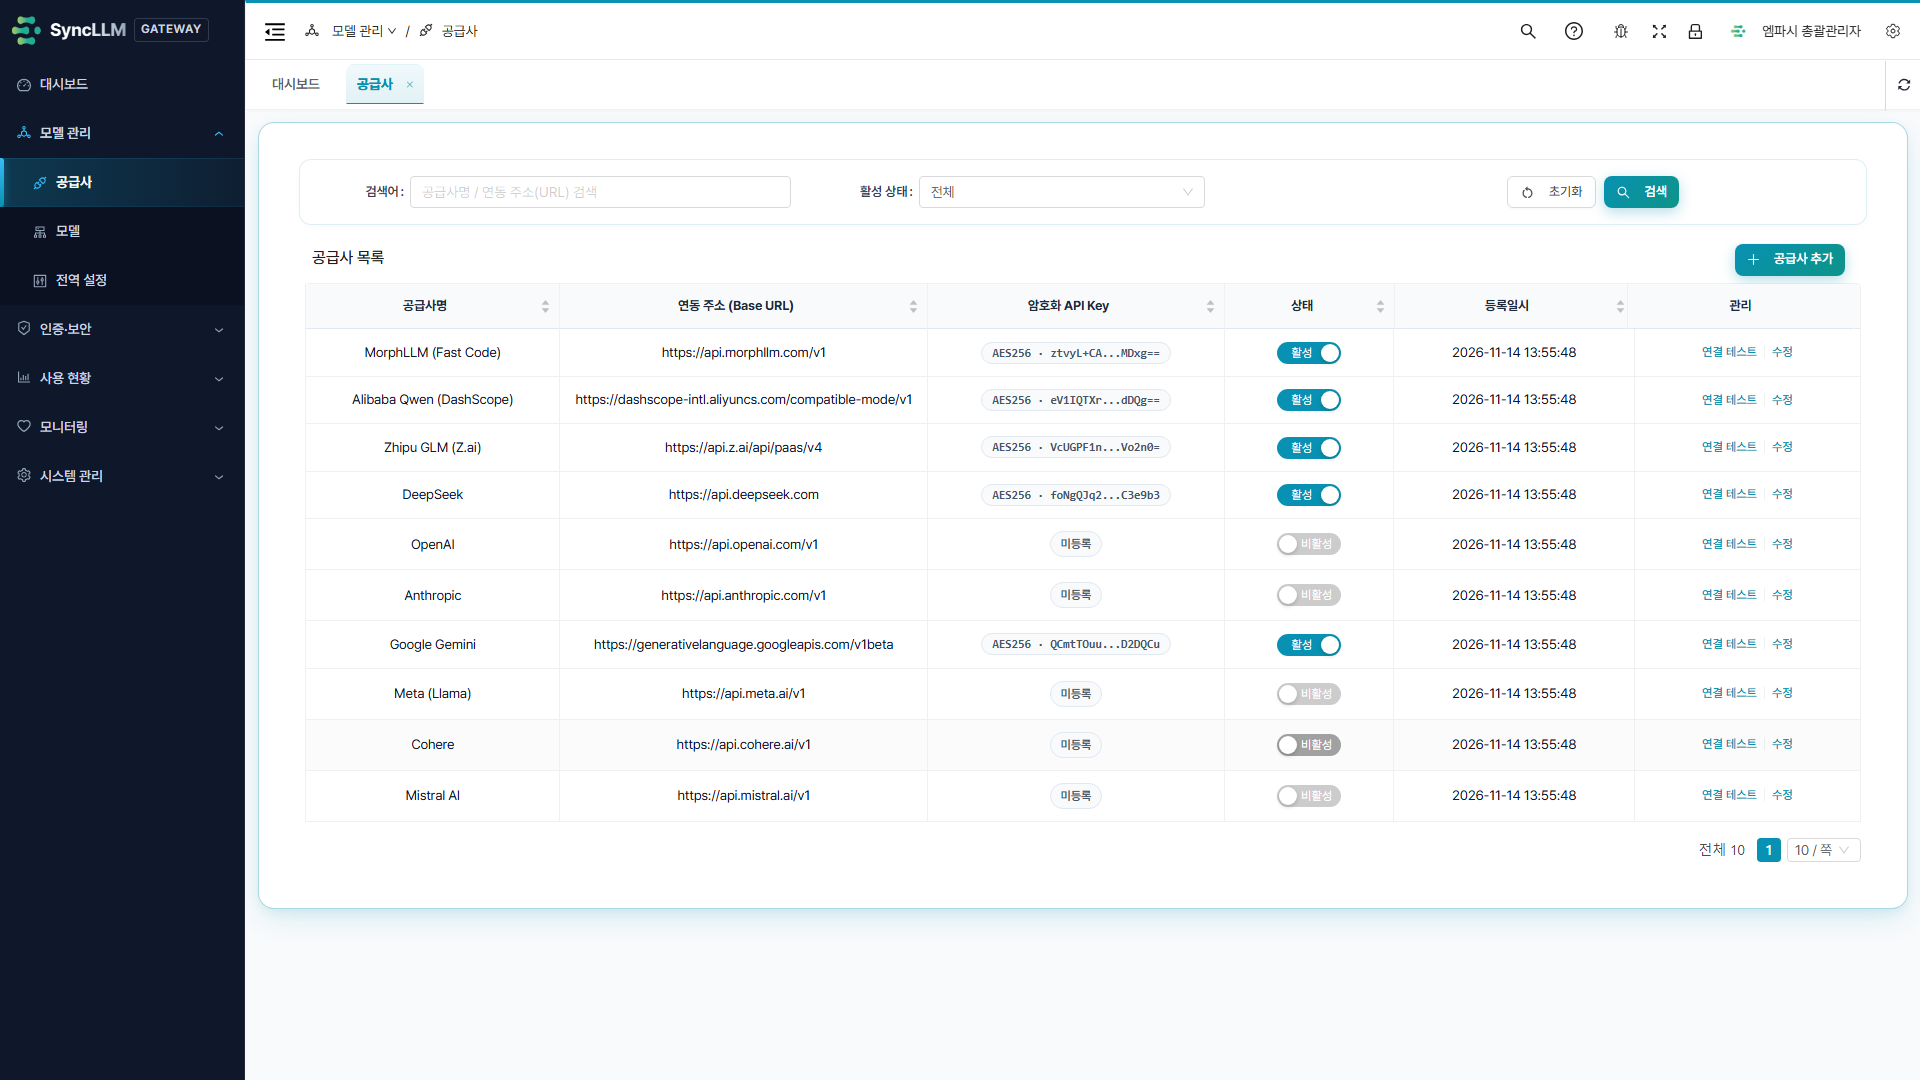 SyncLLM GATEWAY
모델 관리 / 공급사
엠파시 총괄관리자
대시보드
모델 관리
공급사
모델
전역 설정
인증·보안
사용 현황
모니터링
시스템 관리
대시보드 공급사
검색어: 공급사명 / 연동 주소(URL) 검색 활성 상태: 전체 초기화 검색
공급사 목록 공급사 추가
공급사명 연동 주소 (Base URL) 암호화 API Key 상태 등록일시 관리
MorphLLM (Fast Code) https://api.morphllm.com/v1 AES256 · ztvyL+CA...MDxg== 활성 2026-11-14 13:55:48 연결 테스트 수정
Alibaba Qwen (DashScope) https://dashscope-intl.aliyuncs.com/compatible-mode/v1 AES256 · eV1IQTXr...dDQg== 활성 2026-11-14 13:55:48 연결 테스트 수정
Zhipu GLM (Z.ai) https://api.z.ai/api/paas/v4 AES256 · VcUGPF1n...Vo2n0= 활성 2026-11-14 13:55:48 연결 테스트 수정
DeepSeek https://api.deepseek.com AES256 · foNgQJq2...C3e9b3 활성 2026-11-14 13:55:48 연결 테스트 수정
OpenAI https://api.openai.com/v1 미등록 비활성 2026-11-14 13:55:48 연결 테스트 수정
Anthropic https://api.anthropic.com/v1 미등록 비활성 2026-11-14 13:55:48 연결 테스트 수정
Google Gemini https://generativelanguage.googleapis.com/v1beta AES256 · QCmtTOuu...D2DQCu 활성 2026-11-14 13:55:48 연결 테스트 수정
Meta (Llama) https://api.meta.ai/v1 미등록 비활성 2026-11-14 13:55:48 연결 테스트 수정
Cohere https://api.cohere.ai/v1 미등록 비활성 2026-11-14 13:55:48 연결 테스트 수정
Mistral AI https://api.mistral.ai/v1 미등록 비활성 2026-11-14 13:55:48 연결 테스트 수정
전체 10 1 10 / 쪽